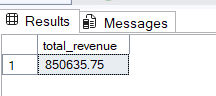 Results Messages
total_revenue
1 850635.75